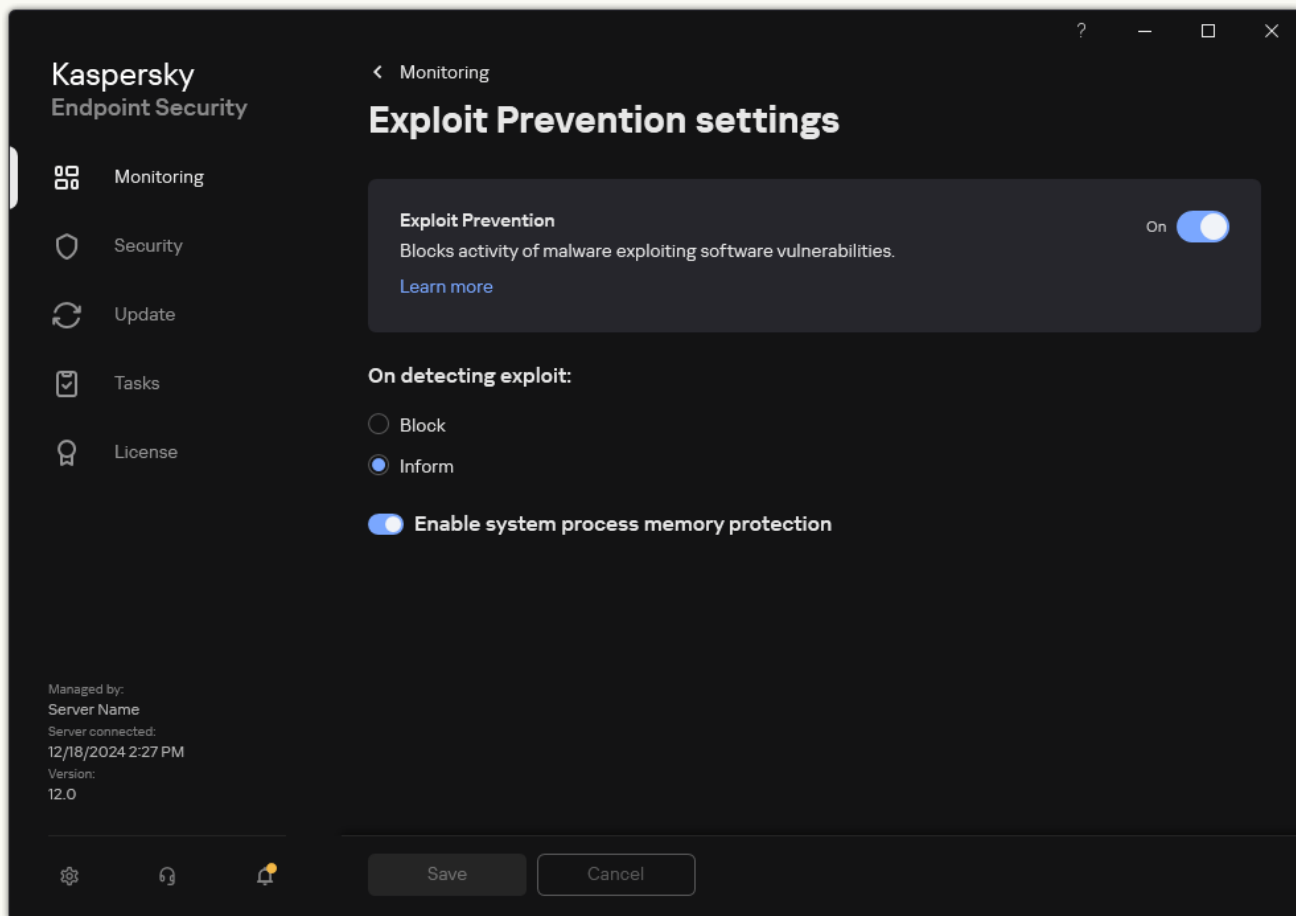 ?
Kaspersky
Endpoint Security
Monitoring
Security
Update
Tasks
License
Managed by:
Server Name
Server connected:
12/18/2024 2:27 PM
Version:
12.0
Monitoring
Exploit Prevention settings
Exploit Prevention
Blocks activity of malware exploiting software vulnerabilities.
Learn more
On
On detecting exploit:
Block
Inform
Enable system process memory protection
Save
Cancel